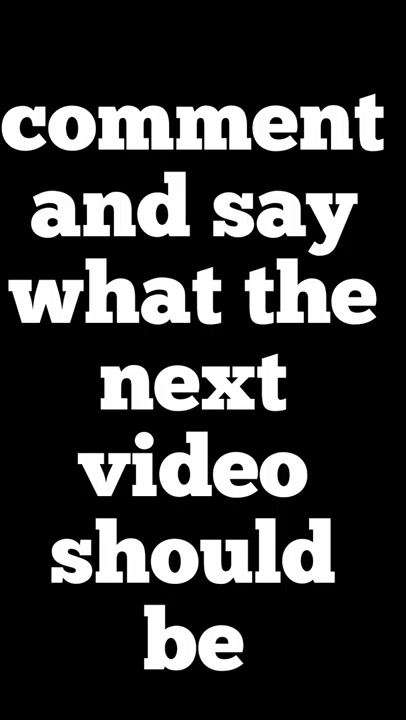 comment
and say
what the
next
video
should
be